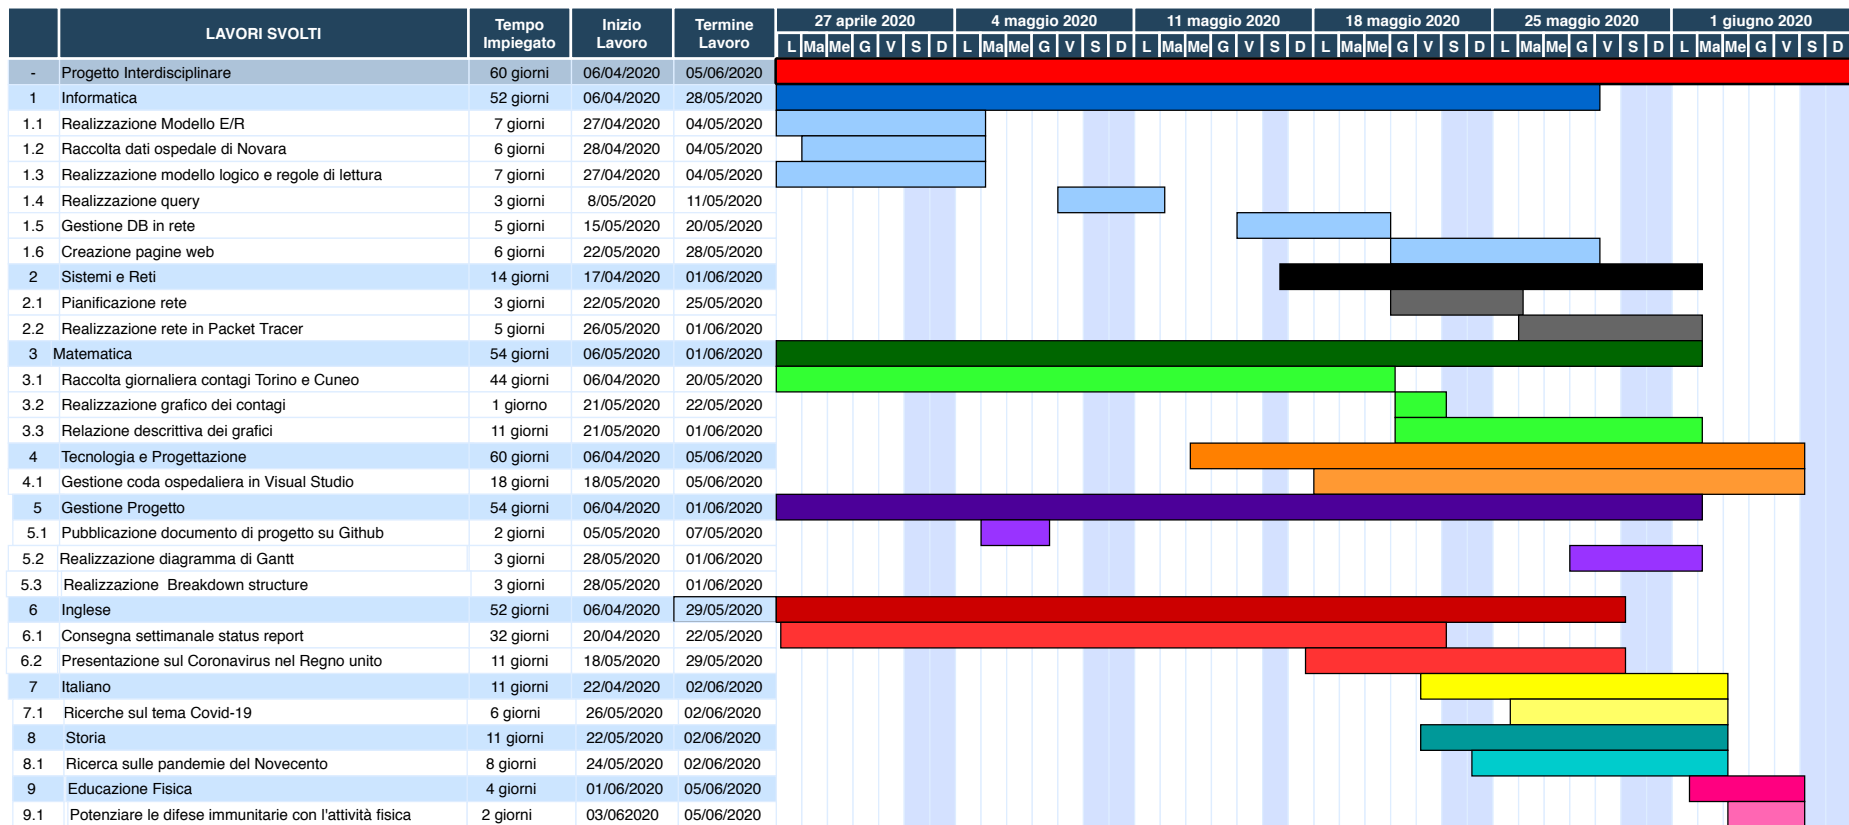 LAVORI SVOLTI Tempo Impiegato Inizio Lavoro Termine Lavoro 27 aprile 2020 4 maggio 2020 11 maggio 2020 18 maggio 2020 25 maggio 2020 1 giugno 2020
L Ma Me G V S D L Ma Me G V S D L Ma Me G V S D L Ma Me G V S D L Ma Me G V S D L Ma Me G V S D
- Progetto Interdisciplinare 60 giorni 06/04/2020 05/06/2020
1 Informatica 52 giorni 06/04/2020 28/05/2020
1.1 Realizzazione Modello E/R 7 giorni 27/04/2020 04/05/2020
1.2 Raccolta dati ospedale di Novara 6 giorni 28/04/2020 04/05/2020
1.3 Realizzazione modello logico e regole di lettura 7 giorni 27/04/2020 04/05/2020
1.4 Realizzazione query 3 giorni 8/05/2020 11/05/2020
1.5 Gestione DB in rete 5 giorni 15/05/2020 20/05/2020
1.6 Creazione pagine web 6 giorni 22/05/2020 28/05/2020
2 Sistemi e Reti 14 giorni 17/04/2020 01/06/2020
2.1 Pianificazione rete 3 giorni 22/05/2020 25/05/2020
2.2 Realizzazione rete in Packet Tracer 5 giorni 26/05/2020 01/06/2020
3 Matematica 54 giorni 06/05/2020 01/06/2020
3.1 Raccolta giornaliera contagi Torino e Cuneo 44 giorni 06/04/2020 20/05/2020
3.2 Realizzazione grafico dei contagi 1 giorno 21/05/2020 22/05/2020
3.3 Relazione descrittiva dei grafici 11 giorni 21/05/2020 01/06/2020
4 Tecnologia e Progettazione 60 giorni 06/04/2020 05/06/2020
4.1 Gestione coda ospedaliera in Visual Studio 18 giorni 18/05/2020 05/06/2020
5 Gestione Progetto 54 giorni 06/04/2020 01/06/2020
5.1 Pubblicazione documento di progetto su Github 2 giorni 05/05/2020 07/05/2020
5.2 Realizzazione diagramma di Gantt 3 giorni 28/05/2020 01/06/2020
5.3 Realizzazione Breakdown structure 3 giorni 28/05/2020 01/06/2020
6 Inglese 52 giorni 06/04/2020 29/05/2020
6.1 Consegna settimanale status report 32 giorni 20/04/2020 22/05/2020
6.2 Presentazione sul Coronavirus nel Regno unito 11 giorni 18/05/2020 29/05/2020
7 Italiano 11 giorni 22/04/2020 02/06/2020
7.1 Ricerche sul tema Covid-19 6 giorni 26/05/2020 02/06/2020
8 Storia 11 giorni 22/05/2020 02/06/2020
8.1 Ricerca sulle pandemie del Novecento 8 giorni 24/05/2020 02/06/2020
9 Educazione Fisica 4 giorni 01/06/2020 05/06/2020
9.1 Potenziare le difese immunitarie con l'attività fisica 2 giorni 03/062020 05/06/2020